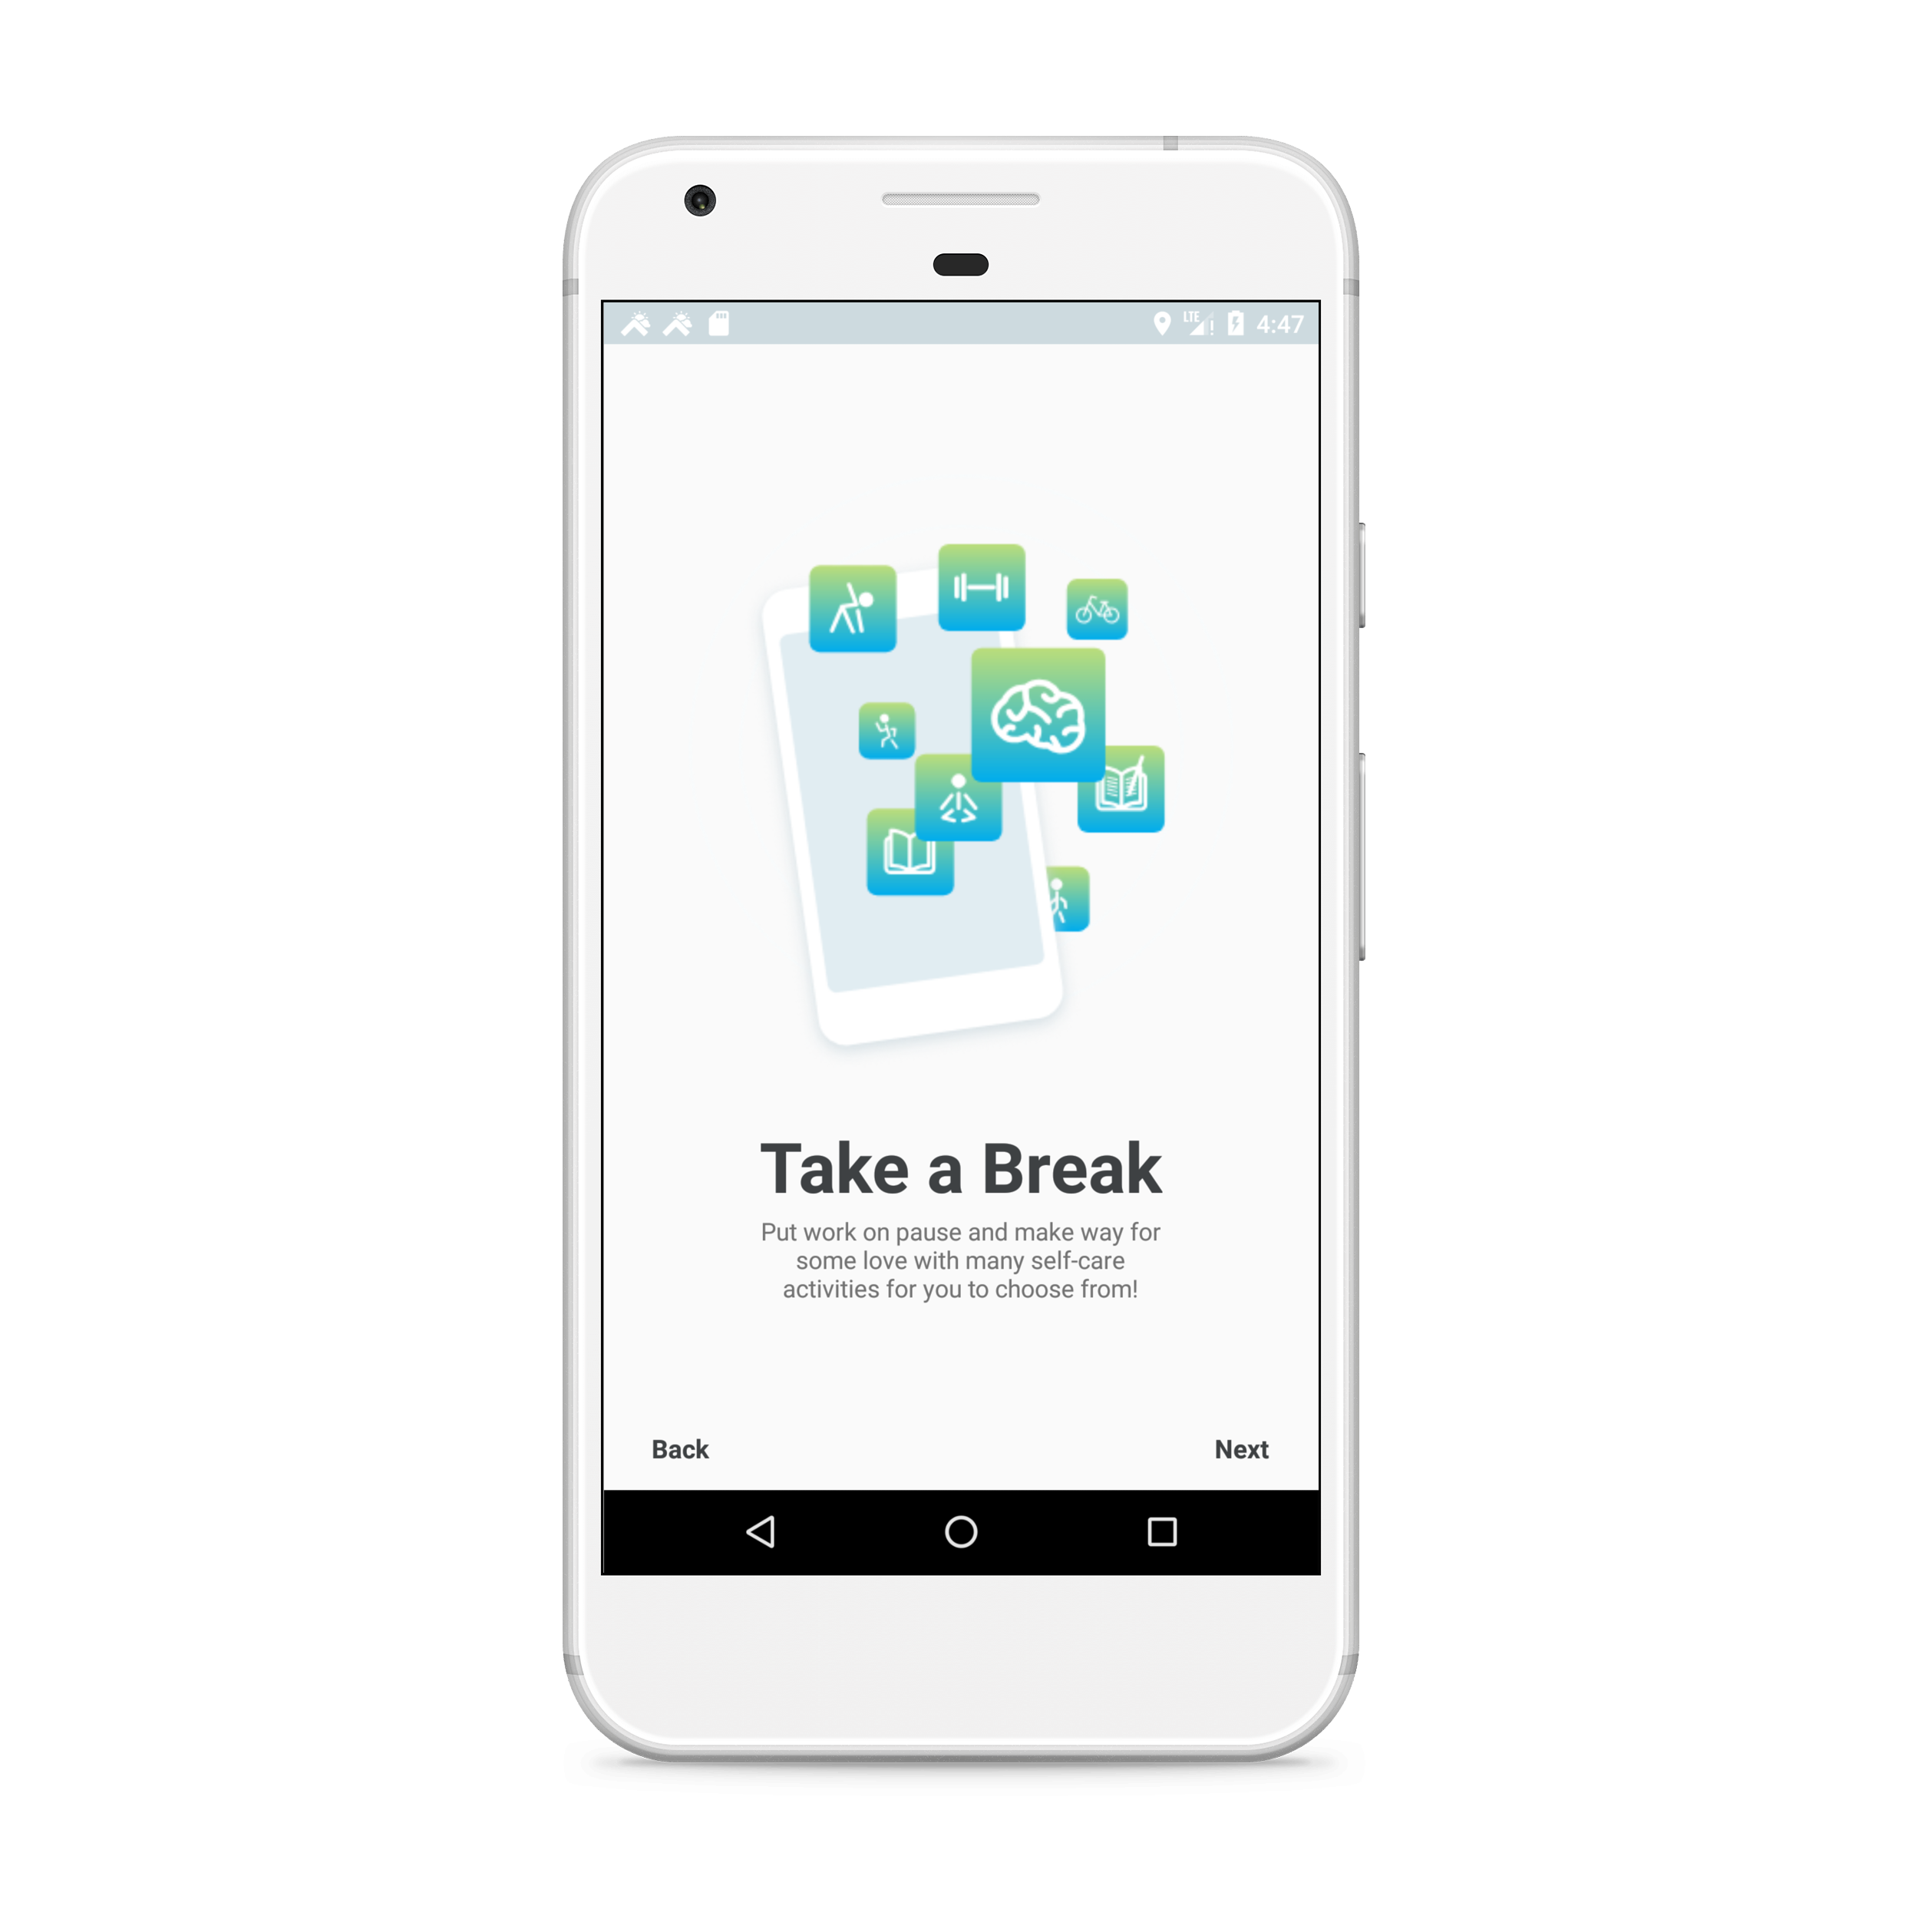 LTE 4:47
Take a Break
Put work on pause and make way for
some love with many self-care
activities for you to choose from!
Back Next